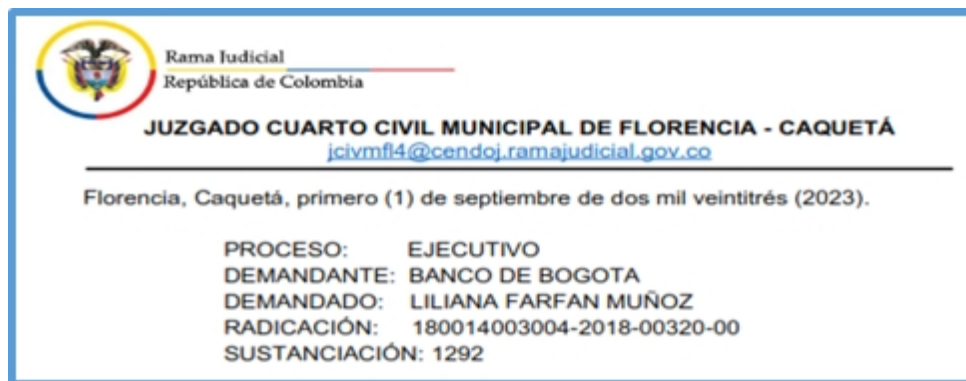 Rama Iudicial
República de Colombia
JUZGADO CUARTO CIVIL MUNICIPAL DE FLORENCIA - CAQUETÁ
jcivmfl4@cendoj.ramajudicial.gov.co
Florencia, Caquetá, primero (1) de septiembre de dos mil veintitrés (2023).
PROCESO: EJECUTIVO
DEMANDANTE: BANCO DE BOGOTA
DEMANDADO: LILIANA FARFAN MUÑOZ
RADICACIÓN: 180014003004-2018-00320-00
SUSTANCIACIÓN: 1292